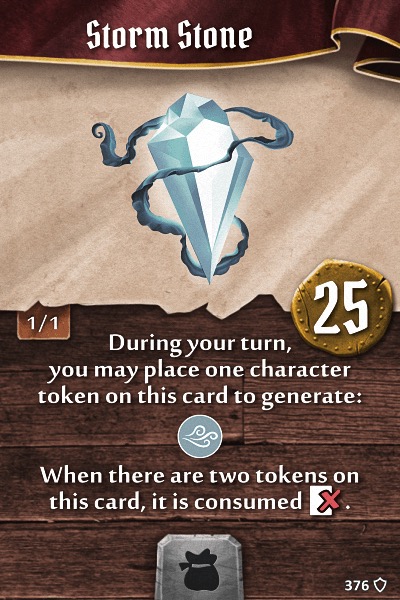 Storm Stone
25
1/1
During your turn,
you may place one character
token on this card to generate:
When there are two tokens on
this card, it is consumed .
376